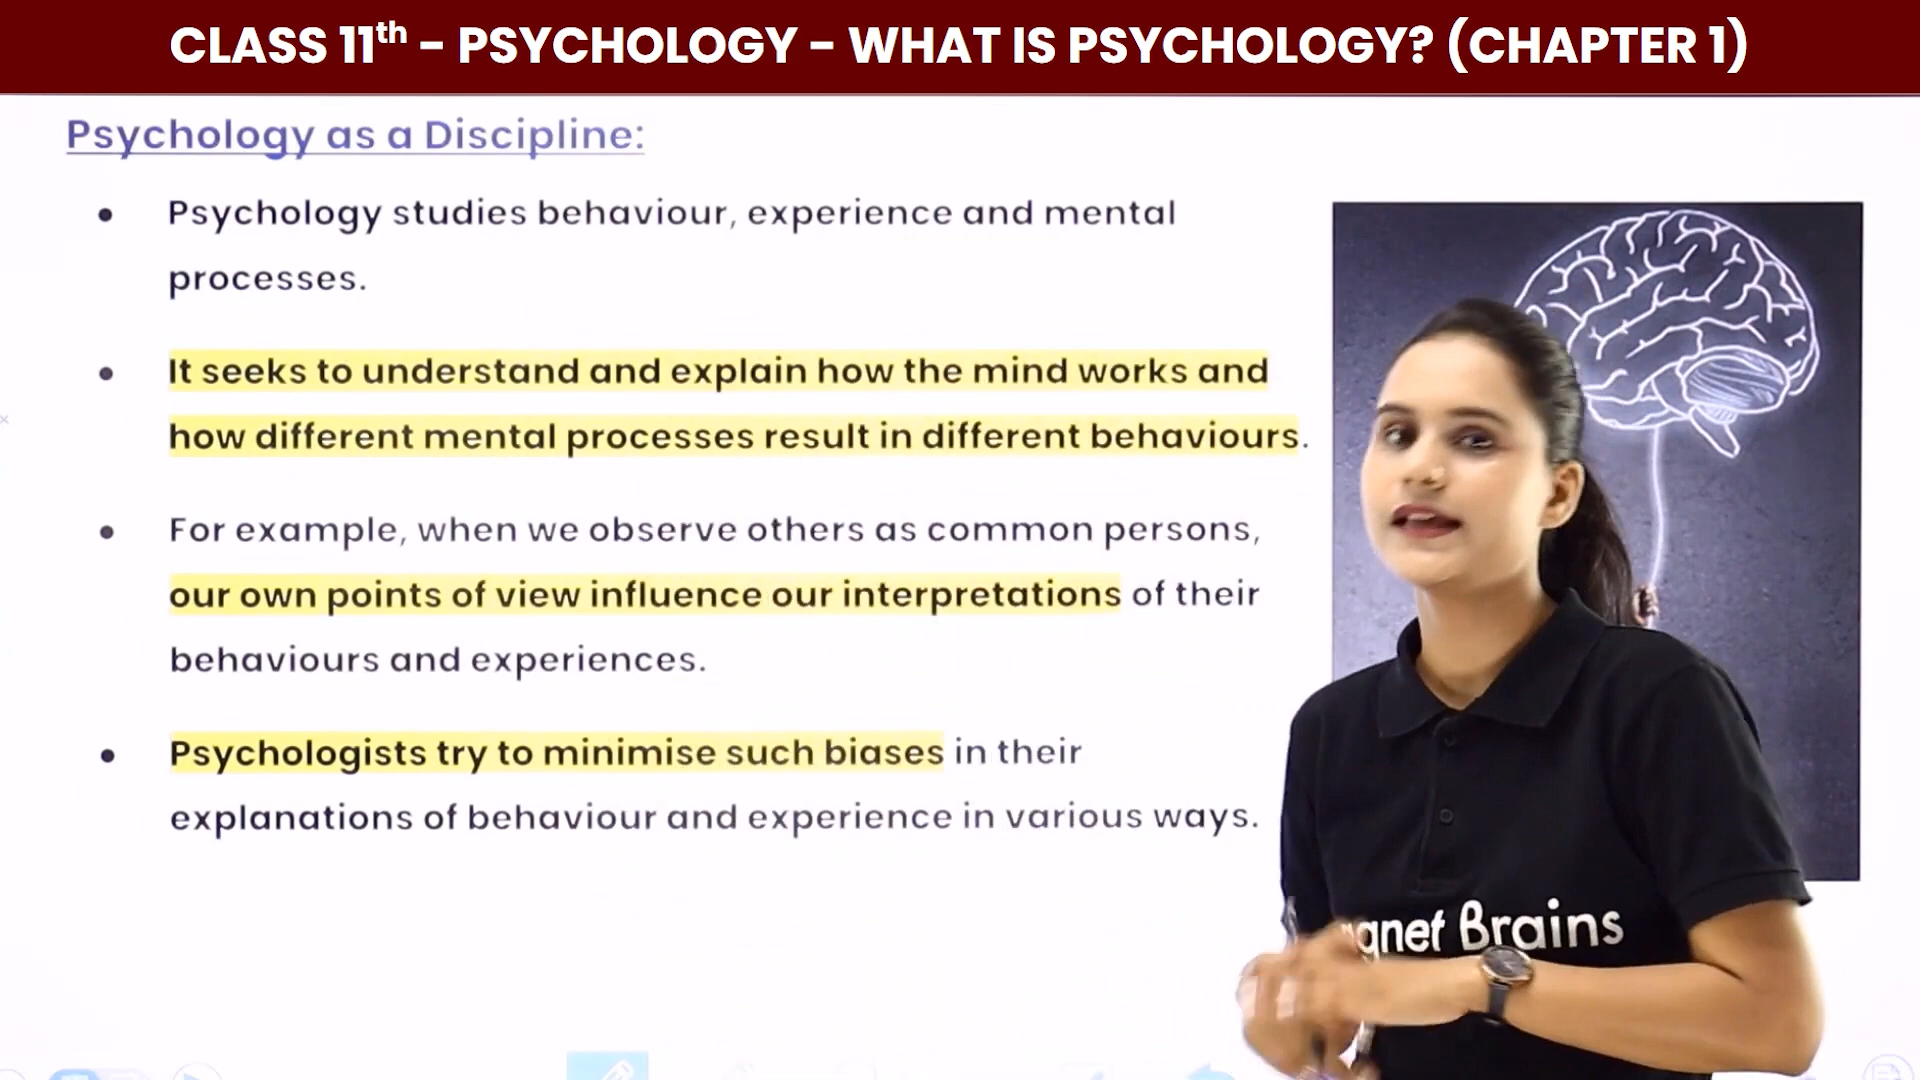 CLASS 11th – PSYCHOLOGY – WHAT IS PSYCHOLOGY? (CHAPTER 1)
Psychology as a Discipline:
• Psychology studies behaviour, experience and mental
processes.
• It seeks to understand and explain how the mind works and
how different mental processes result in different behaviours.
• For example, when we observe others as common persons,
our own points of view influence our interpretations of their
behaviours and experiences.
• Psychologists try to minimise such biases in their
explanations of behaviour and experience in various ways.
Brains